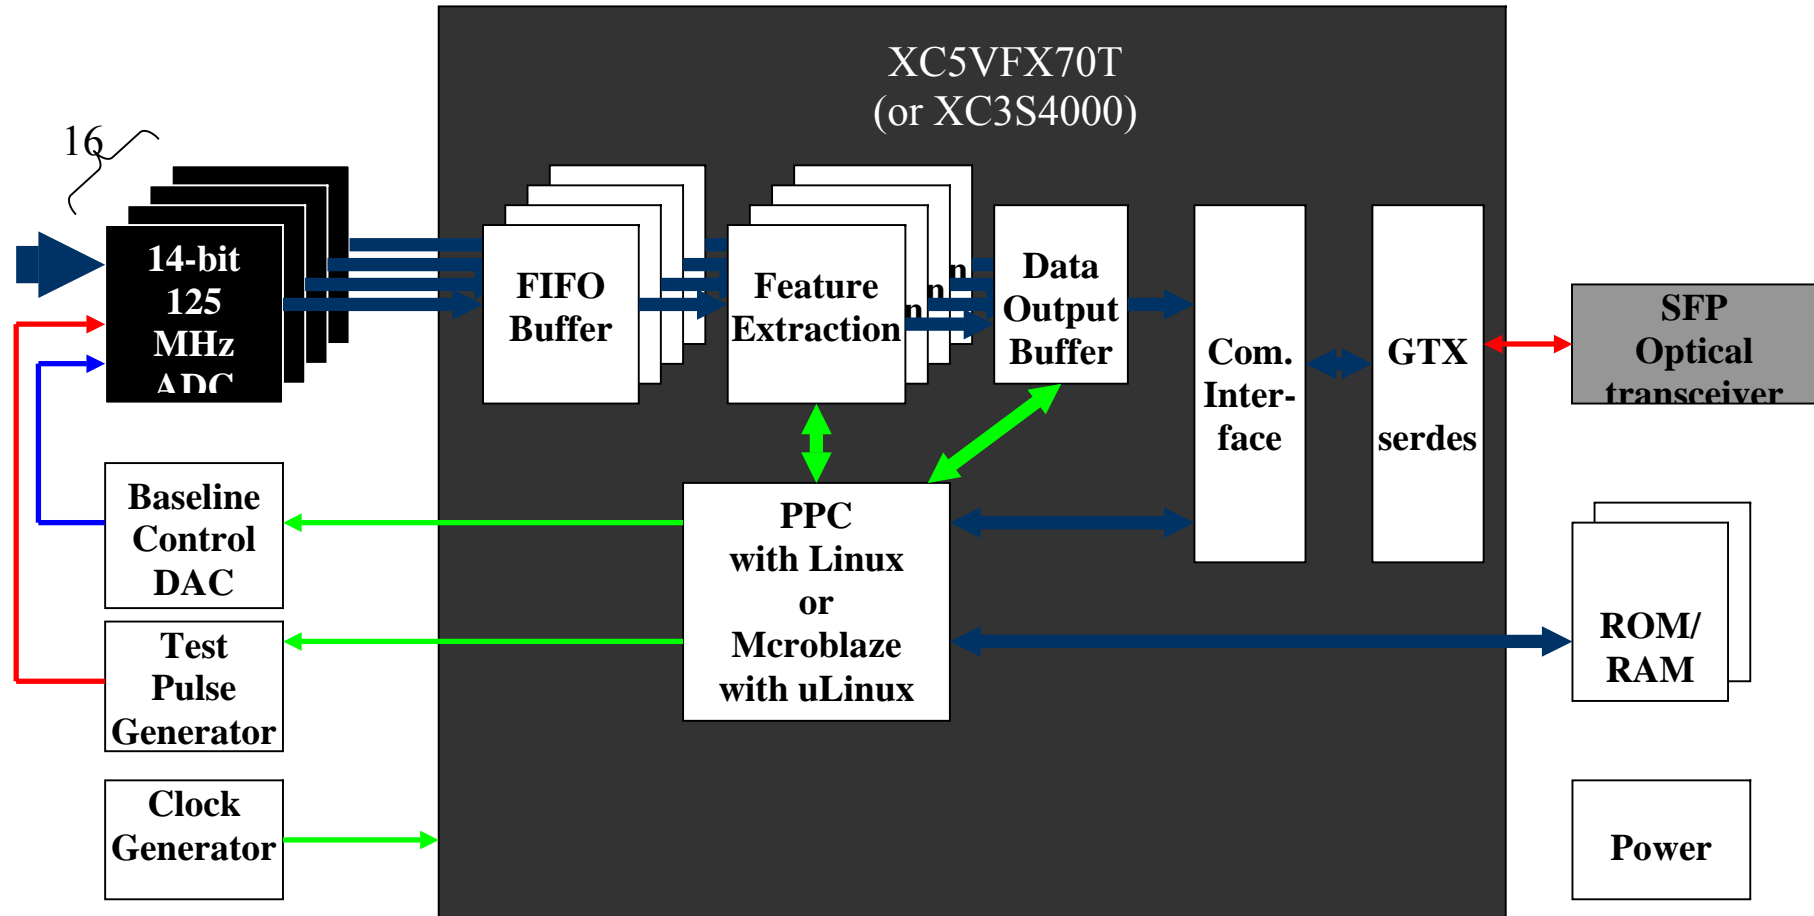 XC5VFX70T
(or XC3S4000)
16
14-bit
125
MHz
ADC
FIFO
Buffer
Feature
Extraction
n
n
n
Data
Output
Buffer
Com.
Inter-
face
GTX
serdes
SFP
Optical
transceiver
Baseline
Control
DAC
PPC
with Linux
or
Mcroblaze
with uLinux
ROM/
RAM
Test
Pulse
Generator
Clock
Generator
Power